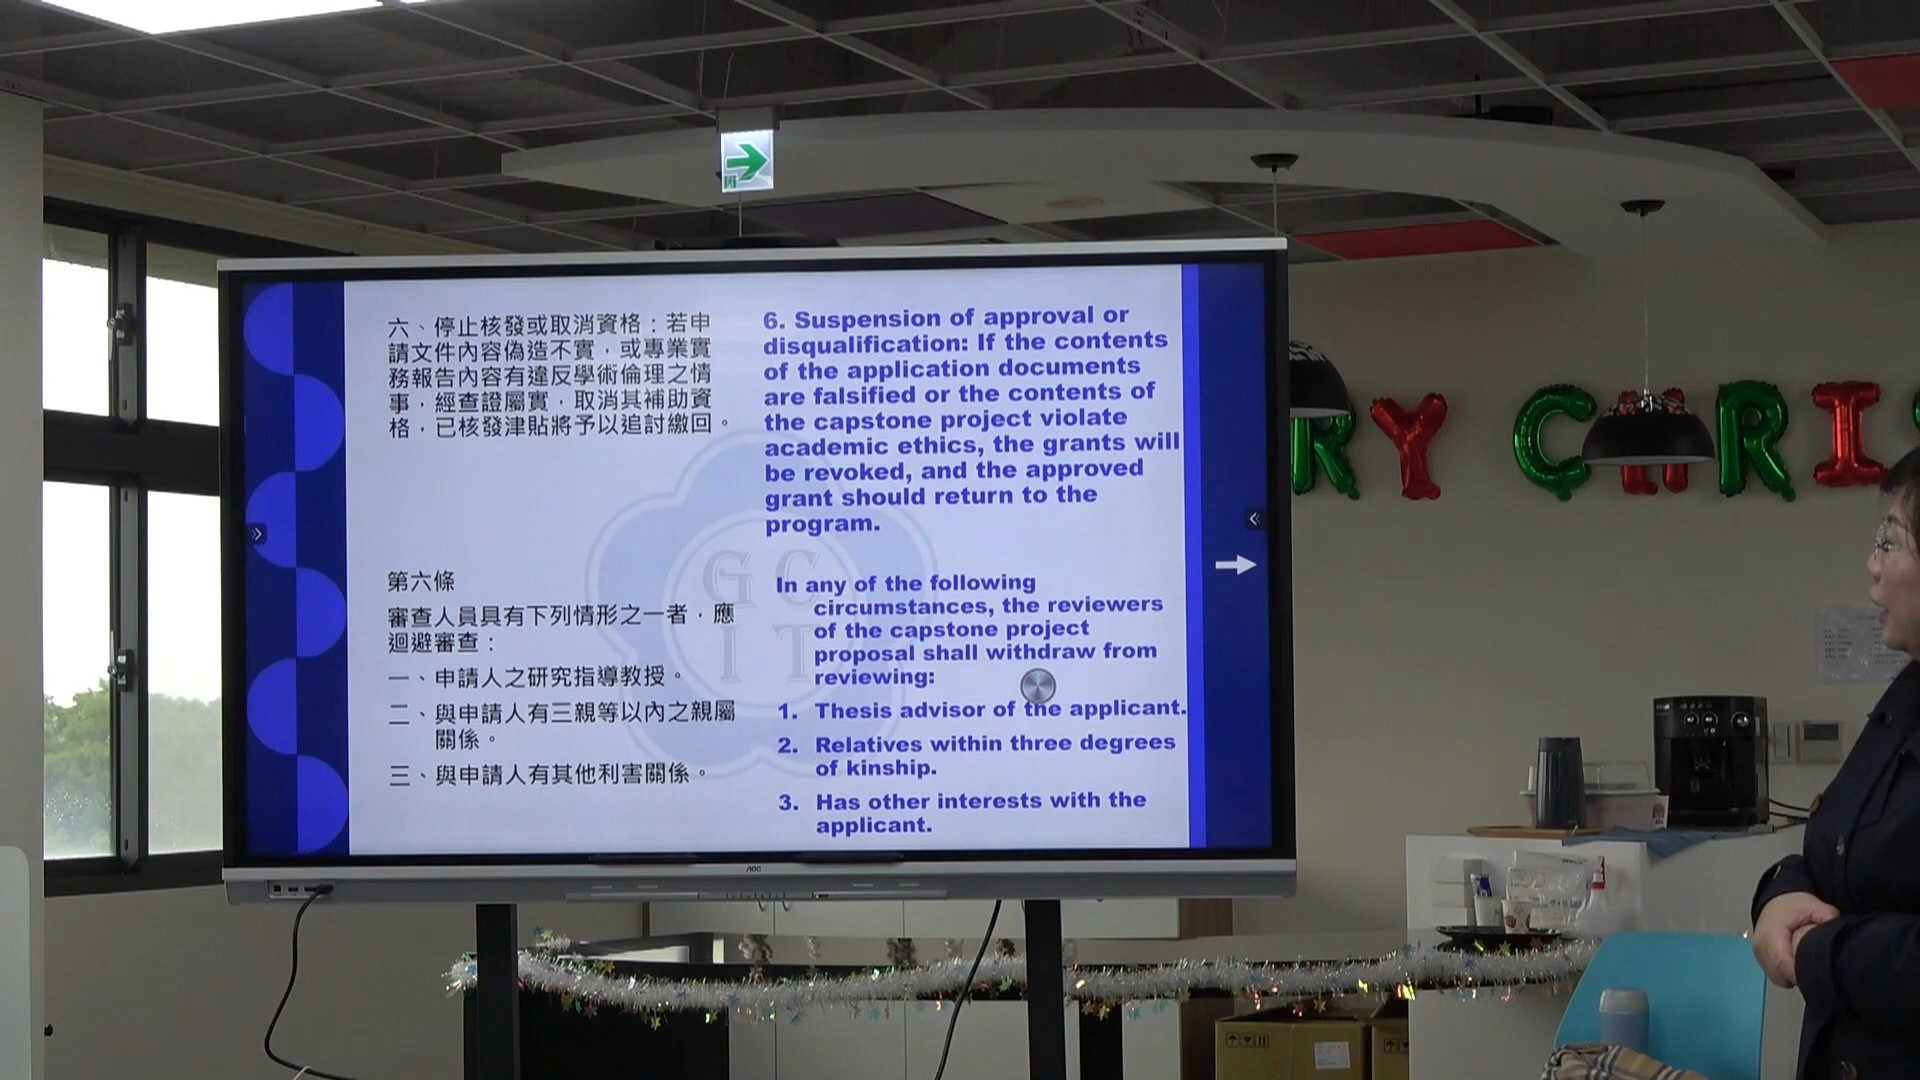 六、停止核發或取消資格：若申
請文件內容偽造不實，或專業實
務報告內容有違反學術倫理之情
事，經查證屬實，取消其補助資
格，已核發津貼將予以追討繳回。
第六條
審查人員具有下列情形之一者，應
迴避審查：
一、申請人之研究指導教授。
二、與申請人有三親等以內之親屬
關係。
三、與申請人有其他利害關係。
6. Suspension of approval or
disqualification: If the contents
of the application documents
are falsified or the contents of
the capstone project violate
academic ethics, the grants will
be revoked, and the approved
grant should return to the
program.
In any of the following
circumstances, the reviewers
of the capstone project
proposal shall withdraw from
reviewing:
1. Thesis advisor of the applicant.
2. Relatives within three degrees
of kinship.
3. Has other interests with the
applicant.
GC
IT
AOC
RY CHRIS